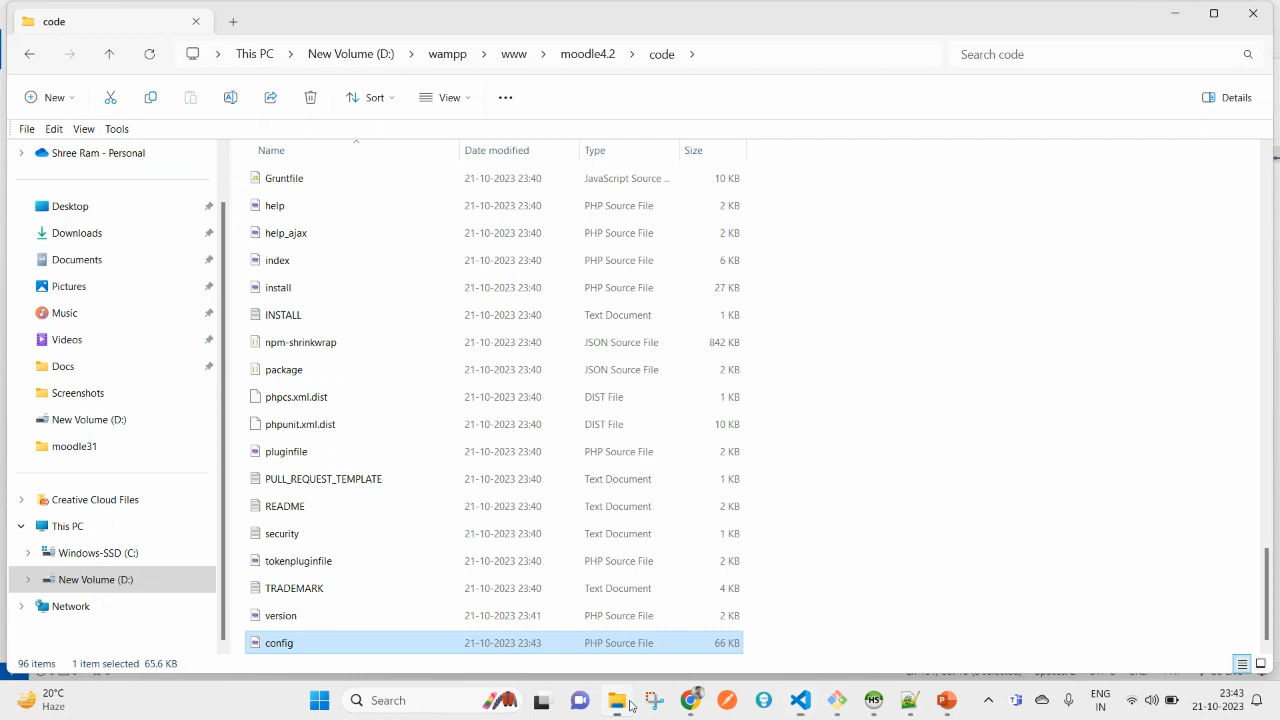 code
This PC > New Volume (D:) > wampp > www > moodle4.2 > code >
Search code
New
Sort
View
Details
File Edit View Tools
Shree Ram - Personal
Desktop
Downloads
Documents
Pictures
Music
Videos
Docs
Screenshots
New Volume (D:)
moodle31
Creative Cloud Files
This PC
Windows-SSD (C:)
New Volume (D:)
Network
Name Date modified Type Size
Gruntfile 21-10-2023 23:40 JavaScript Source ... 10 KB
help 21-10-2023 23:40 PHP Source File 2 KB
help_ajax 21-10-2023 23:40 PHP Source File 2 KB
index 21-10-2023 23:40 PHP Source File 6 KB
install 21-10-2023 23:40 PHP Source File 27 KB
INSTALL 21-10-2023 23:40 Text Document 1 KB
npm-shrinkwrap 21-10-2023 23:40 JSON Source File 842 KB
package 21-10-2023 23:40 JSON Source File 2 KB
phpcs.xml.dist 21-10-2023 23:40 DIST File 1 KB
phpunit.xml.dist 21-10-2023 23:40 DIST File 10 KB
pluginfile 21-10-2023 23:40 PHP Source File 2 KB
PULL_REQUEST_TEMPLATE 21-10-2023 23:40 Text Document 1 KB
README 21-10-2023 23:40 Text Document 2 KB
security 21-10-2023 23:40 Text Document 1 KB
tokenpluginfile 21-10-2023 23:40 PHP Source File 2 KB
TRADEMARK 21-10-2023 23:40 Text Document 4 KB
version 21-10-2023 23:41 PHP Source File 2 KB
config 21-10-2023 23:43 PHP Source File 66 KB
96 items 1 item selected 65.6 KB
20°C
Haze
Search
ENG
IN
23:43
21-10-2023